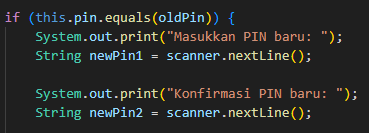 if (this.pin.equals(oldPin)) {
System.out.print("Masukkan PIN baru: ");
String newPin1 = scanner.nextLine();
System.out.print("Konfirmasi PIN baru: ");
String newPin2 = scanner.nextLine();